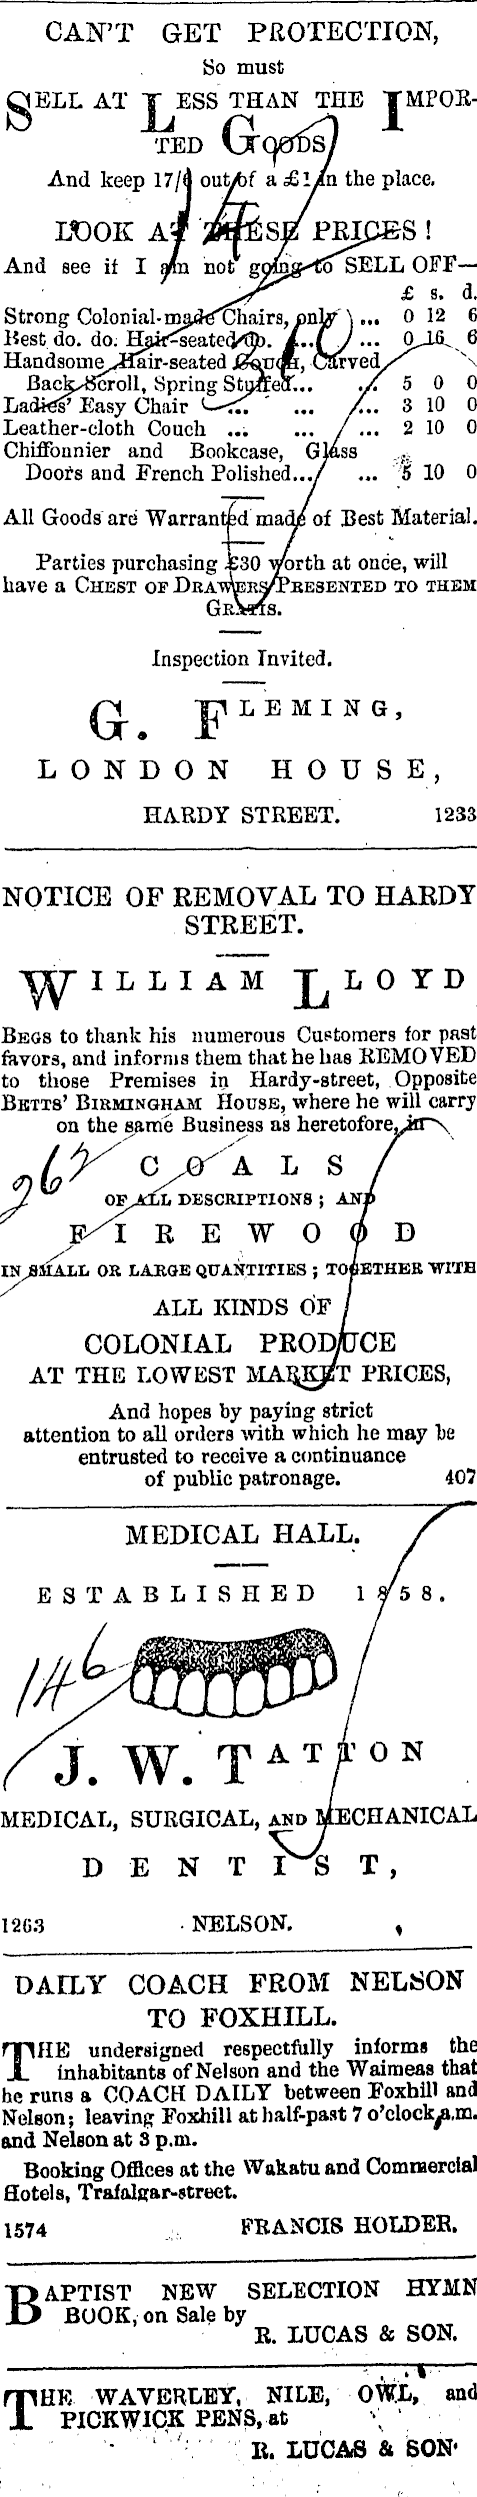 CAN'T GET PROTECTION,
So must
SELL AT LESS THAN THE IMPOR-
TED GOODS
And keep 17/6 out of a £1 in the place.
LOOK AT THESE PRICES!
And see if I am not going to SELL OFF—
£ s. d.
Strong Colonial-made Chairs, only ... 0 12 6
Best do. do. Hair-seated do. ... ... 0 16 6
Handsome Hair-seated COUCH, Carved
Back Scroll, Spring Stuffed... ... 5 0 0
Ladies' Easy Chair ... ... ... 3 10 0
Leather-cloth Couch ... ... ... 2 10 0
Chiffonnier and Bookcase, Glass
Doors and French Polished... ... 5 10 0
All Goods are Warranted made of Best Material.
Parties purchasing £30 worth at once, will
have a CHEST OF DRAWERS PRESENTED TO THEM
GRATIS.
Inspection Invited.
G. FLEMING,
LONDON HOUSE,
HARDY STREET. 1233
NOTICE OF REMOVAL TO HARDY
STREET.
WILLIAM LLOYD
BEGS to thank his numerous Customers for past
favors, and informs them that he has REMOVED
to those Premises in Hardy-street, Opposite
BETTS' BIRMINGHAM HOUSE, where he will carry
on the same Business as heretofore, in
262
COALS
OF ALL DESCRIPTIONS; AND
FIREWOOD
IN SMALL OR LARGE QUANTITIES; TOGETHER WITH
ALL KINDS OF
COLONIAL PRODUCE
AT THE LOWEST MARKET PRICES,
And hopes by paying strict
attention to all orders with which he may be
entrusted to receive a continuance
of public patronage. 407
MEDICAL HALL.
ESTABLISHED 1858.
146
J. W. TATTON
MEDICAL, SURGICAL, AND MECHANICAL
DENTIST,
1263 NELSON.
DAILY COACH FROM NELSON
TO FOXHILL.
THE undersigned respectfully informs the
inhabitants of Nelson and the Waimeas that
he runs a COACH DAILY between Foxhill and
Nelson; leaving Foxhill at half-past 7 o'clock, a.m.
and Nelson at 3 p.m.
Booking Offices at the Wakatu and Commercial
Hotels, Trafalgar-street.
1574 FRANCIS HOLDER.
BAPTIST NEW SELECTION HYMN
BOOK, on Sale by
R. LUCAS & SON.
THE WAVERLEY, NILE, OWL, and
PICKWICK PENS, at
R. LUCAS & SON.